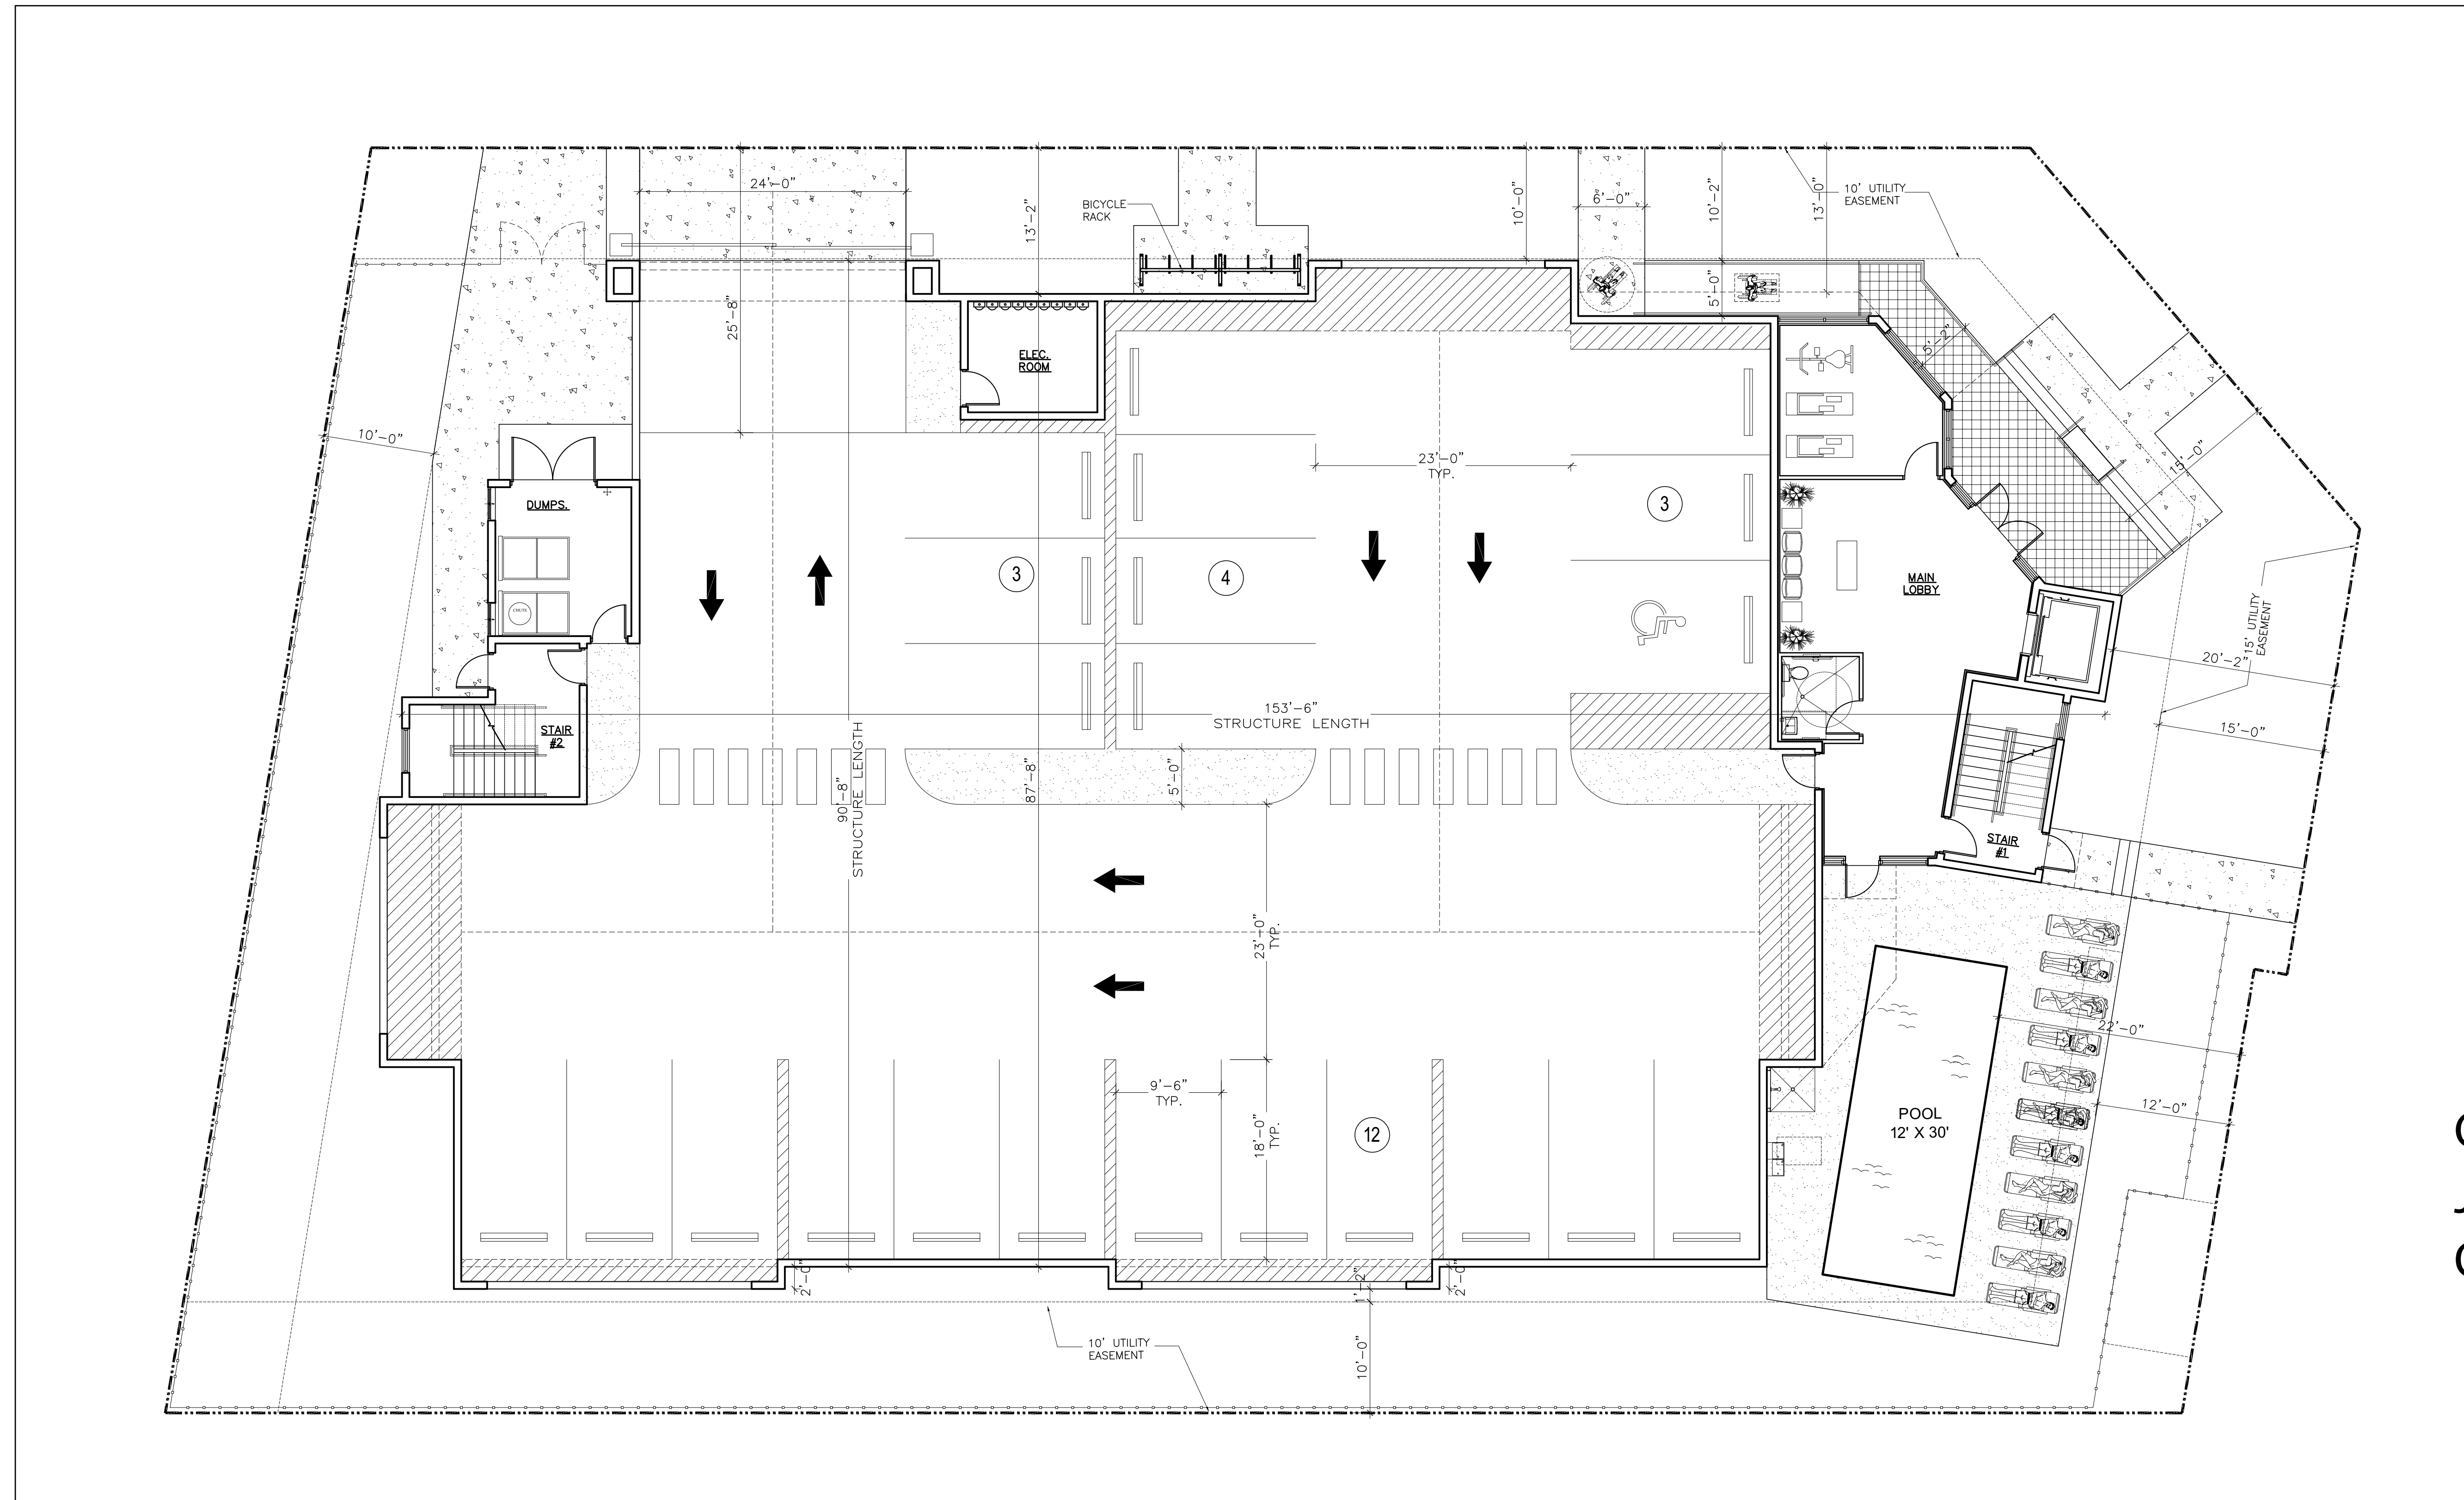 24'-0"
13'-2"
BICYCLE
RACK
10'-0"
6'-0"
10'-2"
13'-0"
10' UTILITY
EASEMENT
25'-8"
5'-0"
5'-2"
ELEC.
ROOM
10'-0"
23'-0"
TYP.
15'-0"
DUMPS.
3
3
4
CHUTE
MAIN
LOBBY
15' UTILITY
EASEMENT
20'-2"
153'-6"
STRUCTURE LENGTH
STAIR
#2
15'-0"
90'-8"
STRUCTURE LENGTH
87'-8"
5'-0"
STAIR
#1
23'-0"
TYP.
22'-0"
9'-6"
TYP.
18'-0"
TYP.
12
POOL
12' X 30'
12'-0"
2'-0"
1'-2"
2'-0"
10' UTILITY
EASEMENT
10'-0"